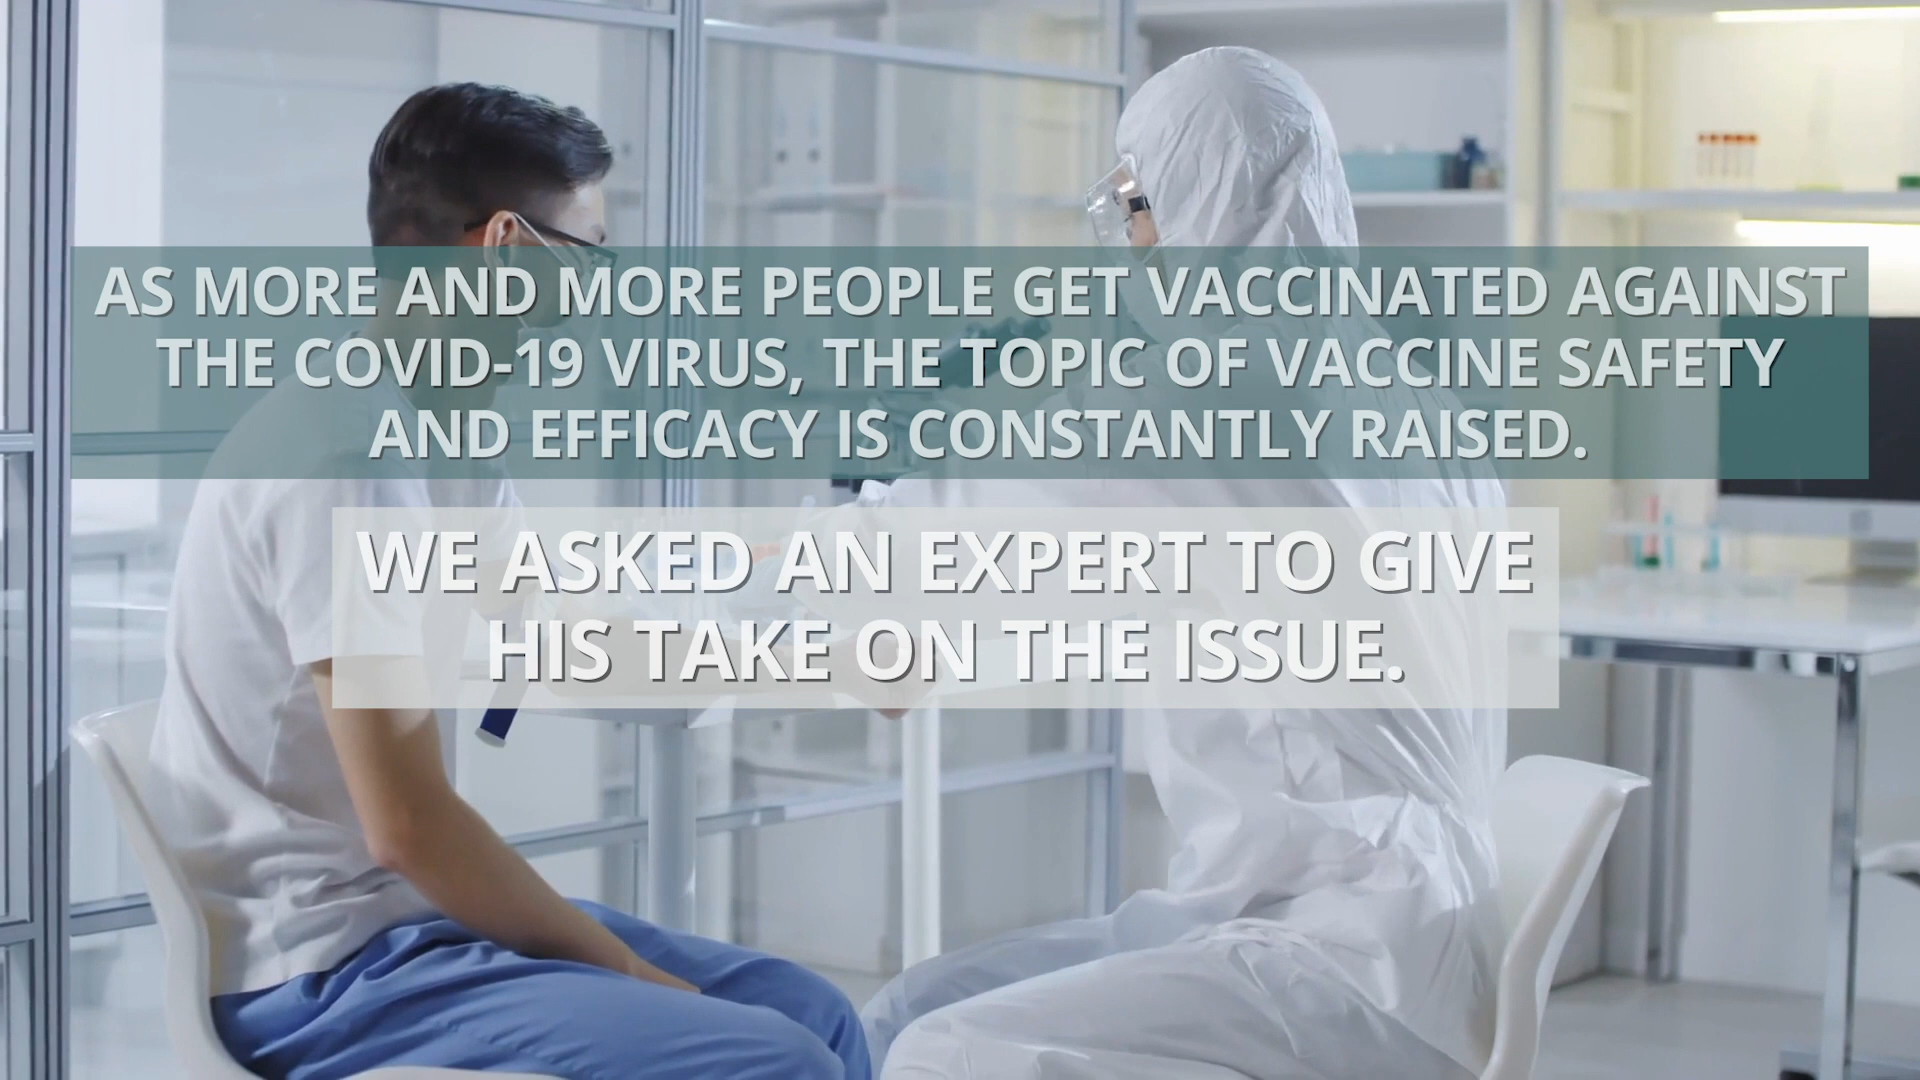 AS MORE AND MORE PEOPLE GET VACCINATED AGAINST
THE COVID-19 VIRUS, THE TOPIC OF VACCINE SAFETY
AND EFFICACY IS CONSTANTLY RAISED.
WE ASKED AN EXPERT TO GIVE
HIS TAKE ON THE ISSUE.